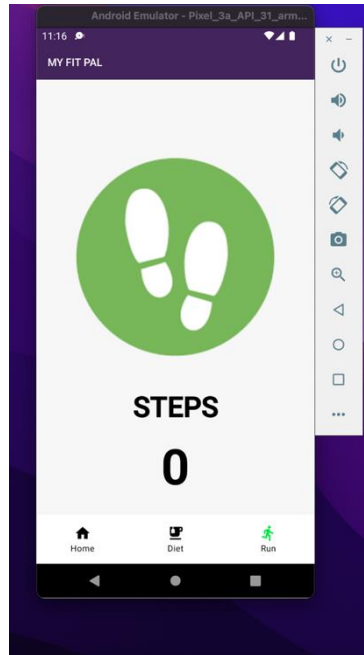 Android Emulator - Pixel_3a_API_31_arm...
11:16
MY FIT PAL
STEPS
0
Home Diet Run